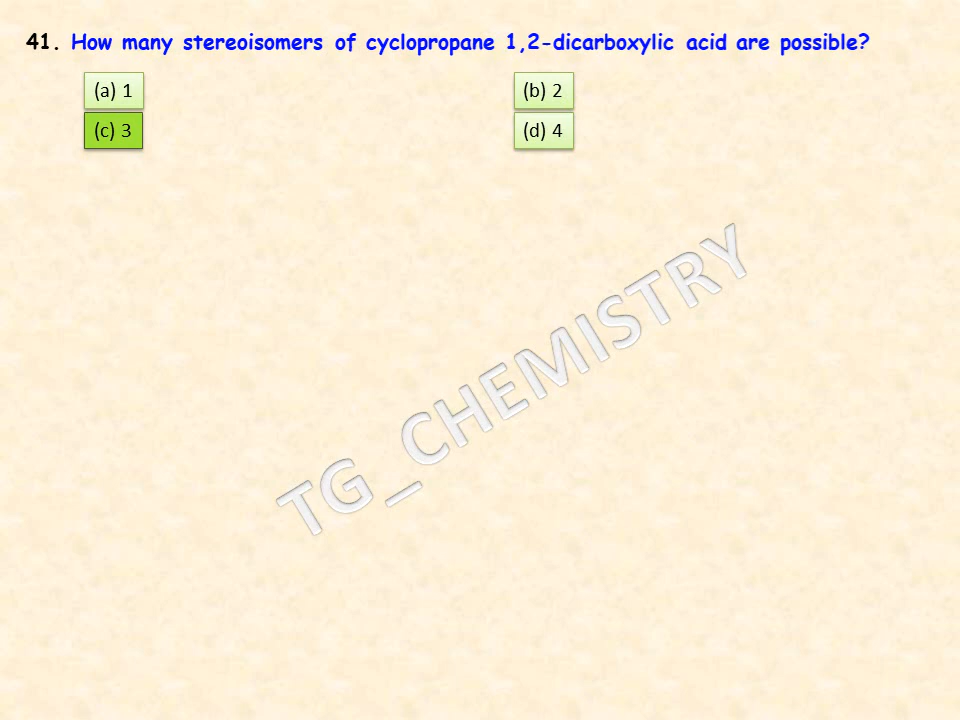 41. How many stereoisomers of cyclopropane 1,2-dicarboxylic acid are possible?
(a) 1 (b) 2
(c) 3 (d) 4
TG_CHEMISTRY